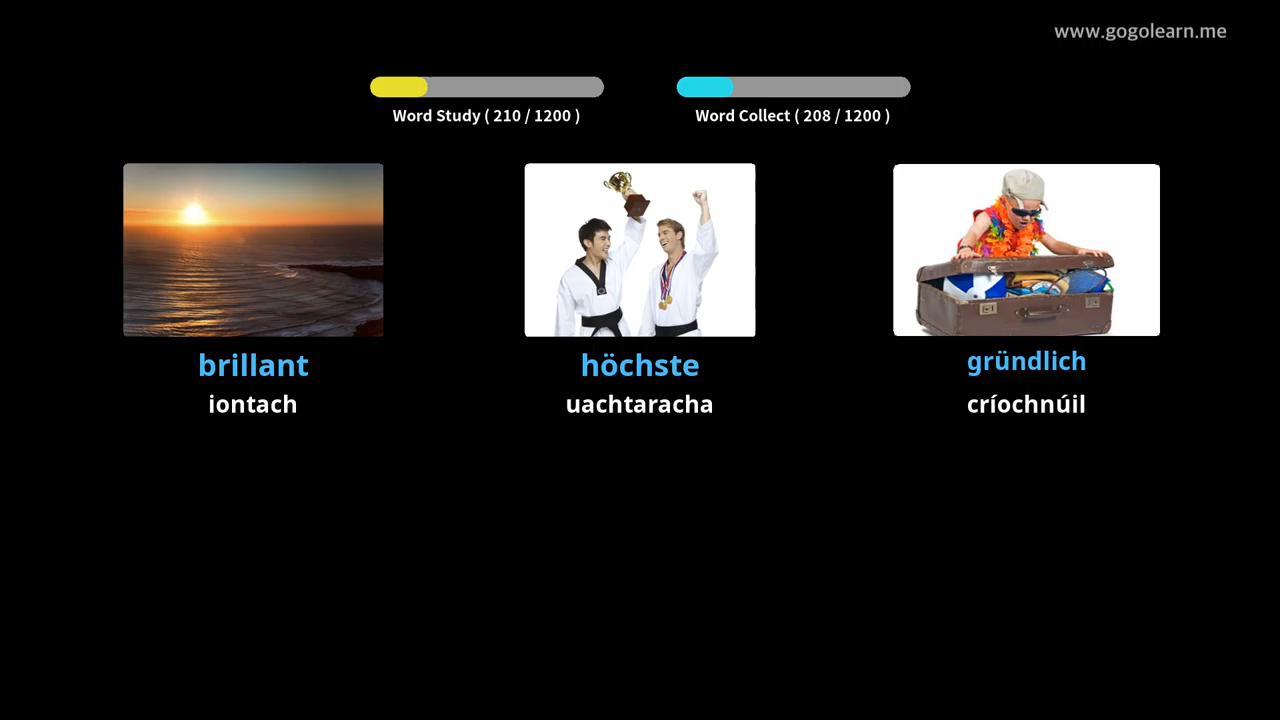 www.gogolearn.me
Word Study ( 210 / 1200 )
Word Collect ( 208 / 1200 )
brillant
iontach
höchste
uachtaracha
gründlich
críochnúil